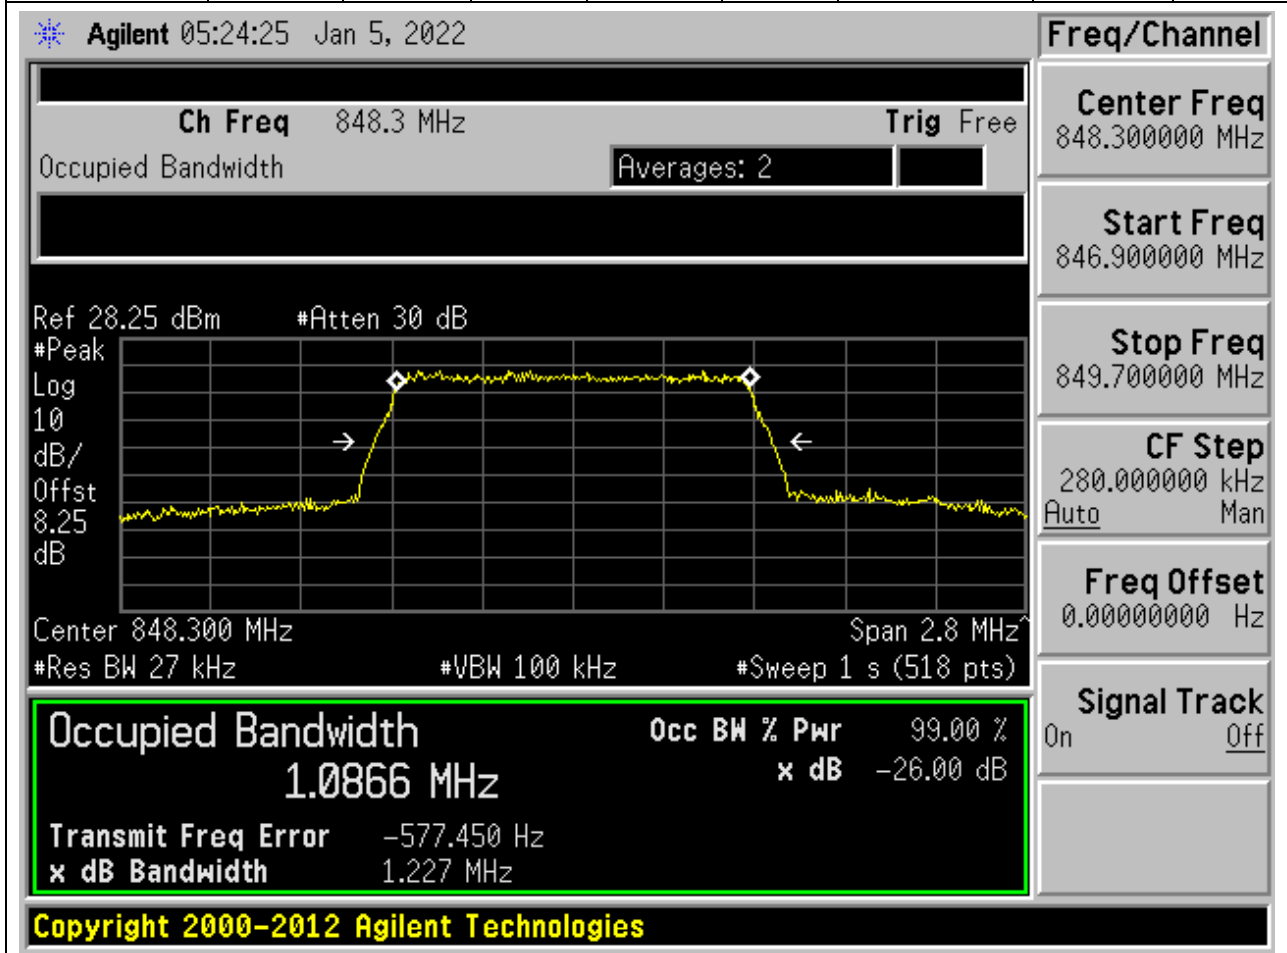 Agilent 05:24:25 Jan 5, 2022
Ch Freq 848.3 MHz Trig Free
Occupied Bandwidth Averages: 2
Ref 28.25 dBm #Atten 30 dB
#Peak
Log
10
dB/
Offst
8.25
dB
Center 848.300 MHz Span 2.8 MHz^
#Res BW 27 kHz #VBW 100 kHz #Sweep 1 s (518 pts)
Occupied Bandwidth Occ BW % Pwr 99.00 %
1.0866 MHz x dB -26.00 dB
Transmit Freq Error -577.450 Hz
x dB Bandwidth 1.227 MHz
Copyright 2000-2012 Agilent Technologies
Freq/Channel
Center Freq
848.300000 MHz
Start Freq
846.900000 MHz
Stop Freq
849.700000 MHz
CF Step
280.000000 kHz
Auto Man
Freq Offset
0.00000000 Hz
Signal Track
On Off